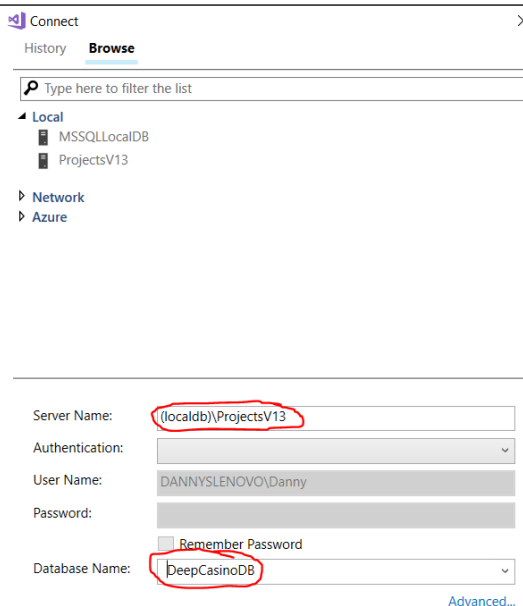 Connect
History Browse
Type here to filter the list
Local
MSSQLLocalDB
ProjectsV13
Network
Azure
Server Name: (localdb)\ProjectsV13
Authentication:
User Name: DANNYSLENOVO\Danny
Password:
Remember Password
Database Name: DeepCasinoDB
Advanced...